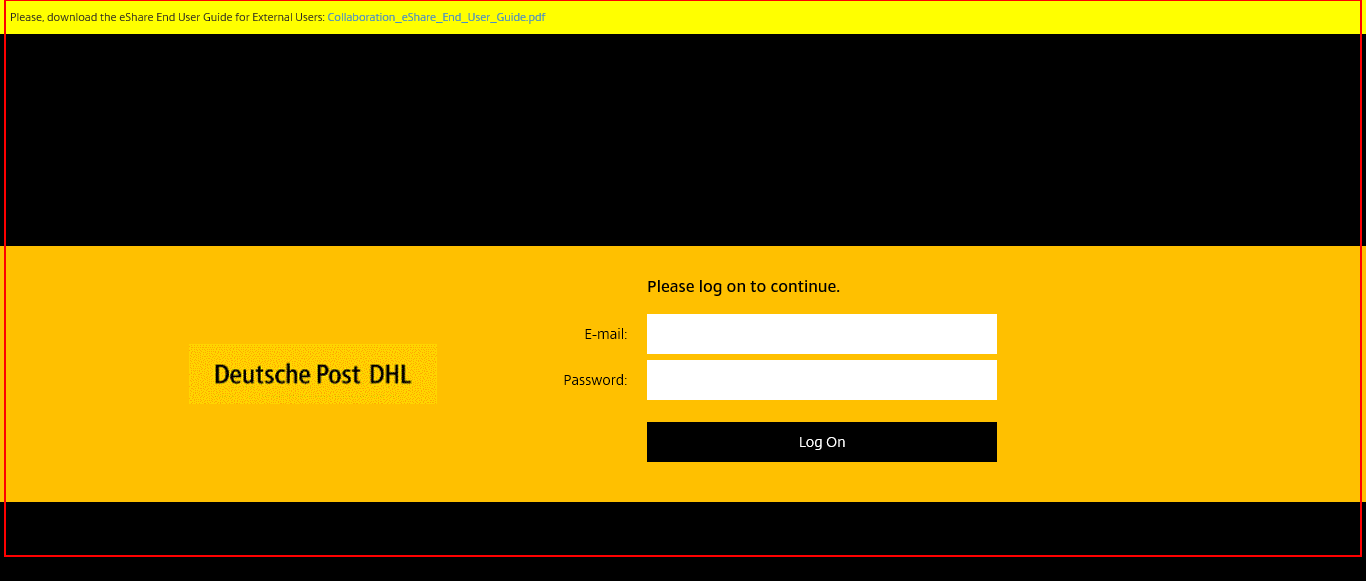 Please, download the eShare End User Guide for External Users: Collaboration_eShare_End_User_Guide.pdf
Please log on to continue.
E-mail:
Deutsche Post DHL
Password:
Log On